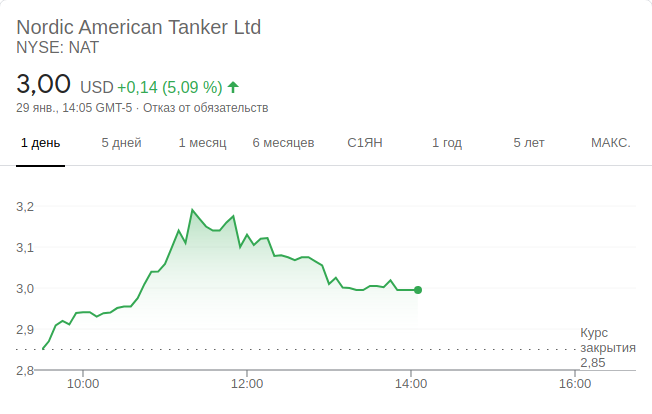 Nordic American Tanker Ltd
NYSE: NAT
3,00 USD +0,14 (5,09 %)
29 янв., 14:05 GMT-5 · Отказ от обязательств
1 день 5 дней 1 месяц 6 месяцев С1ЯН 1 год 5 лет МАКС.
3,2
3,1
3,0
2,9
Курс
закрытия
2,85
2,8
10:00 12:00 14:00 16:00